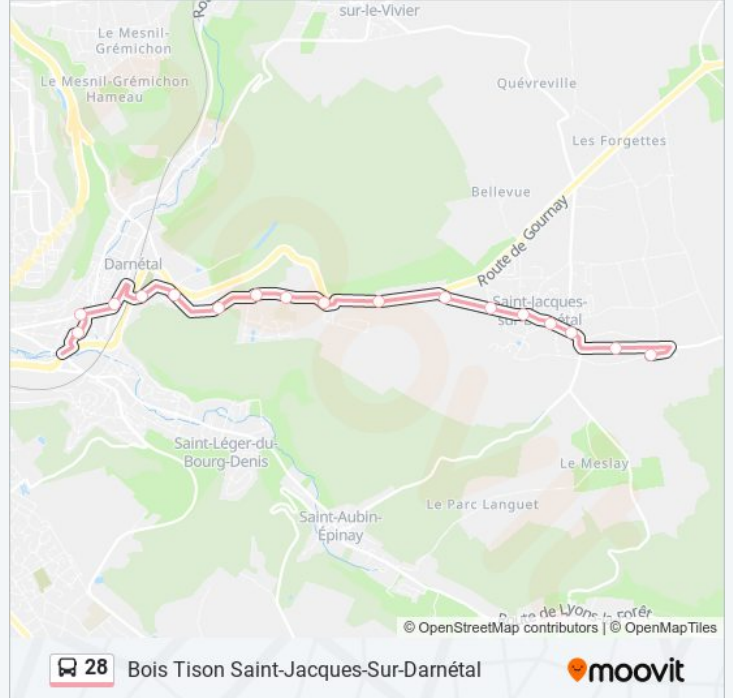 sur-le-Vivier
Le Mesnil-
Grémichon
Le Mesnil-Grémichon
Hameau
Quévreville
Les Forgettes
Bellevue
Route de Gournay
Darnétal
Saint-Jacques-
sur-Darnétal
Saint-Léger-du-
Bourg-Denis
Le Meslay
Le Parc Languet
Saint-Aubin-
Épinay
Route de Lyons-la-Forêt
© OpenStreetMap contributors | © OpenMapTiles
28 Bois Tison Saint-Jacques-Sur-Darnétal
moovit